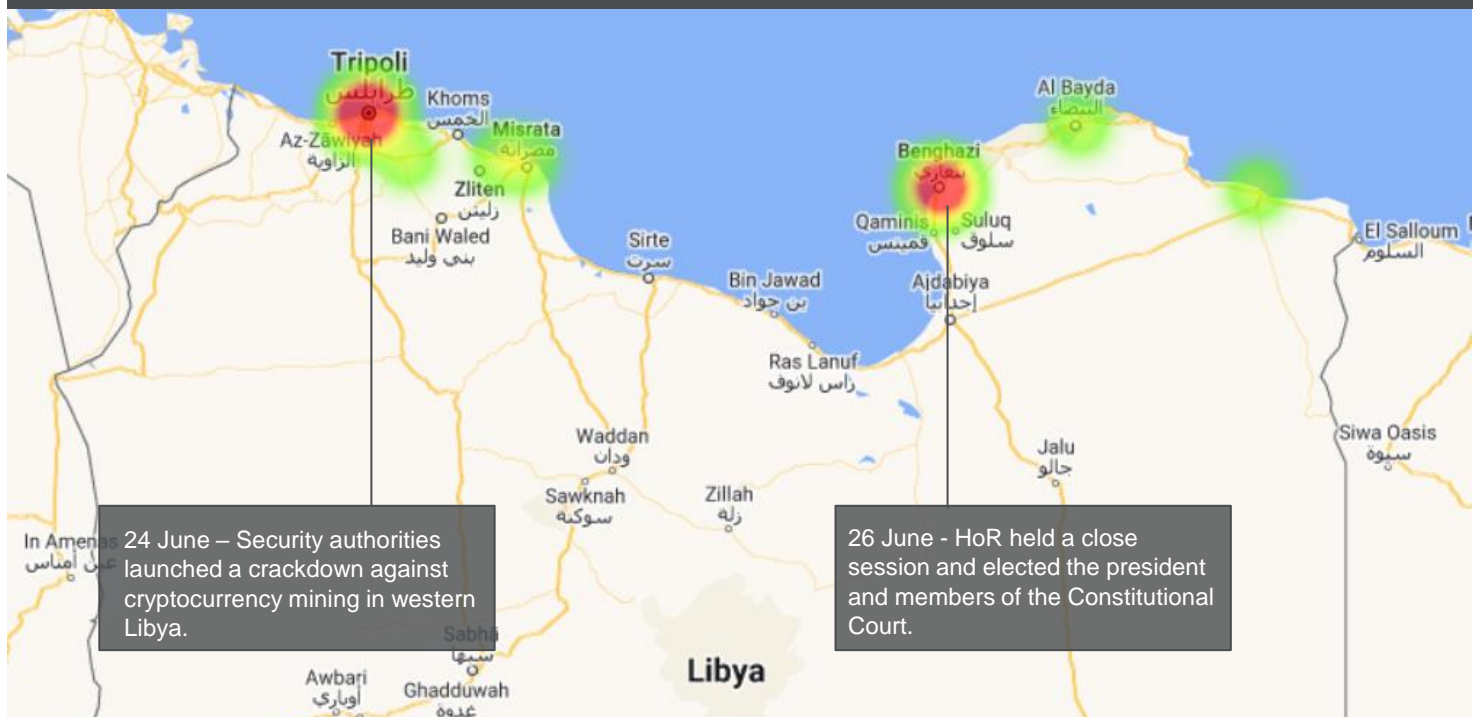 Tripoli
طرابلس
Khoms
الخمس
Misrata
مصراتة
Az-Zāwiyah
الزاوية
Zliten
زليتن
Bani Waled
بني وليد
Al Bayda
البيضاء
Benghazi
بنغازي
Qaminis
قمينس
Suluq
سلوق
El Salloum
السلوم
Sirte
سرت
Bin Jawad
بن جواد
Ajdabiya
إجدابيا
Ras Lanuf
راس لانوف
Waddan
ودان
Jalu
جالو
Siwa Oasis
سيوة
Sawknah
سوكنة
Zillah
زلة
In Amenas
عين أمناس
24 June – Security authorities
launched a crackdown against
cryptocurrency mining in western
Libya.
26 June - HoR held a close
session and elected the president
and members of the Constitutional
Court.
Sabhā
سبها
Libya
Awbari
أوباري
Ghadduwah
غدوة